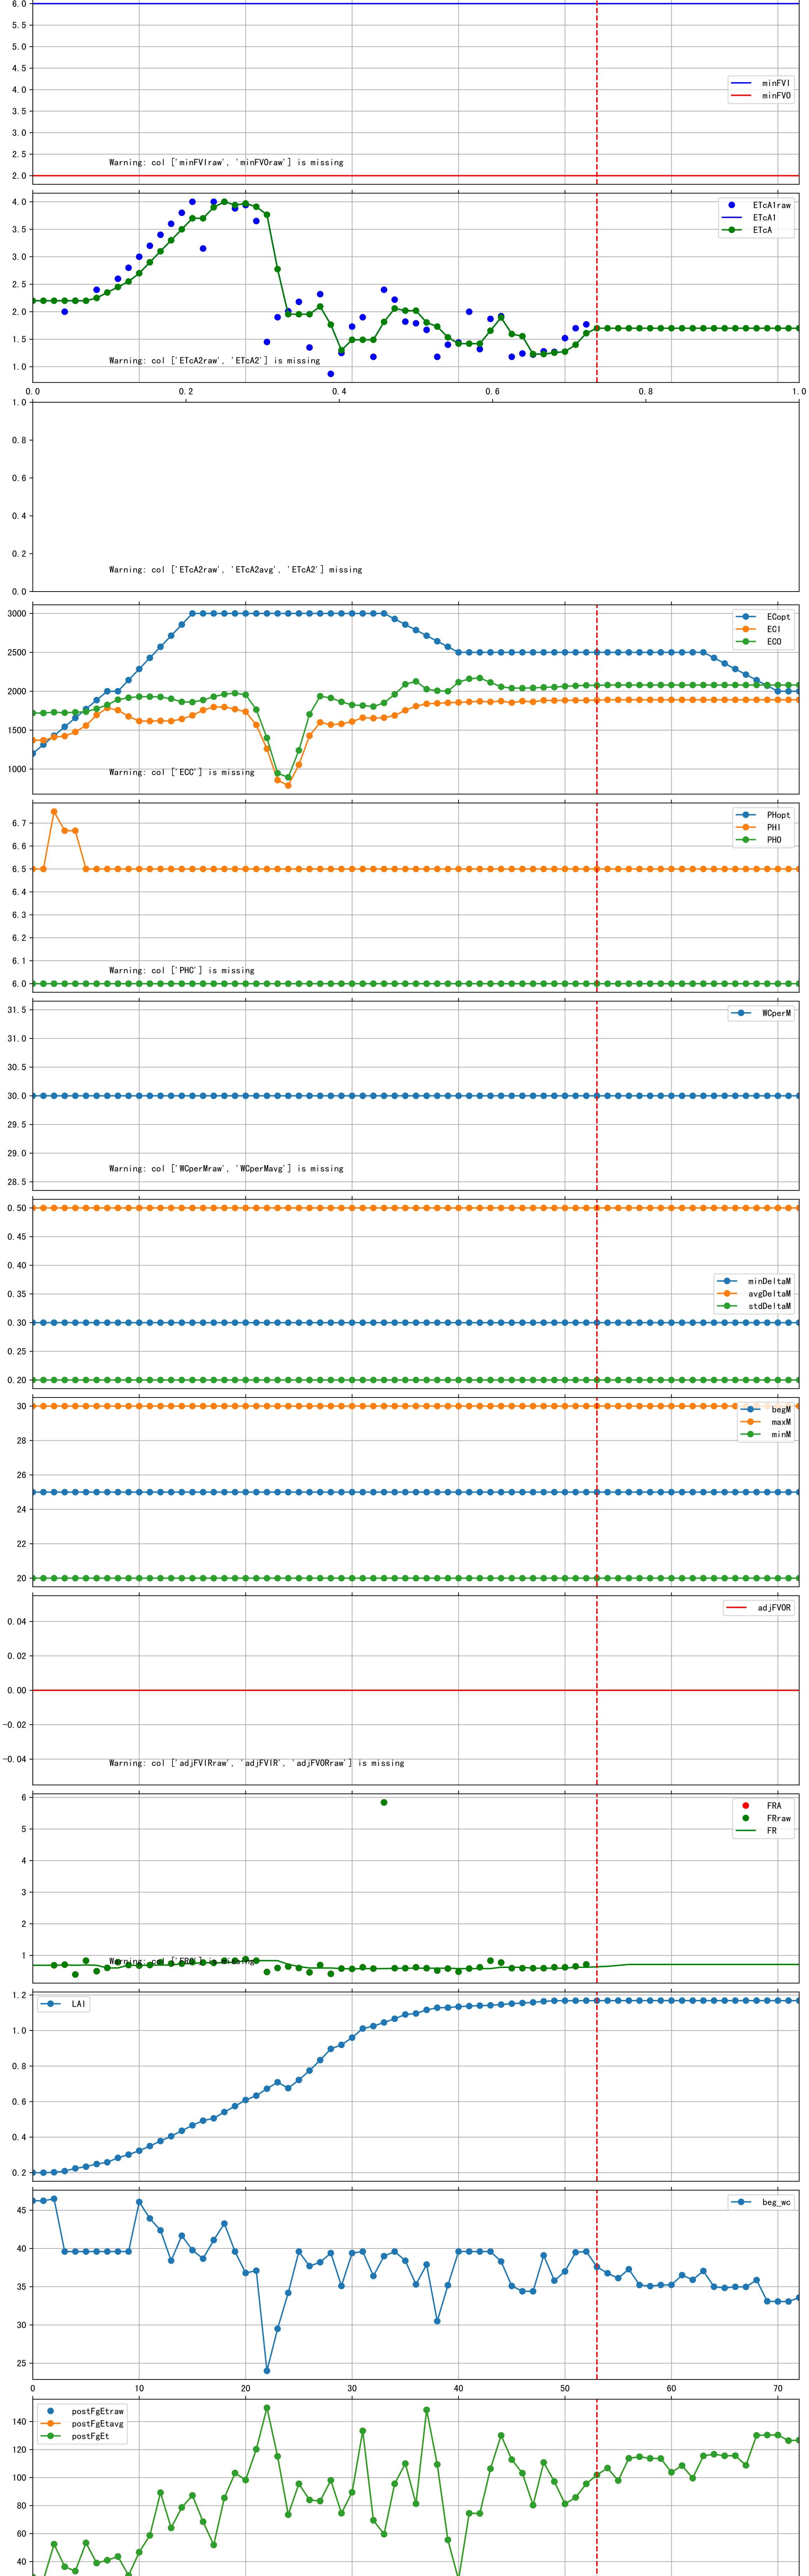 6.0
5.5
5.0
4.5
4.0
3.5
3.0
2.5
2.0
minFVI
minFVO
Warning: col ['minFVIraw', 'minFVOraw'] is missing
4.0
3.5
3.0
2.5
2.0
1.5
1.0
ETcA1raw
ETcA1
ETcA
Warning: col ['ETcA2raw', 'ETcA2'] is missing
0.0 0.2 0.4 0.6 0.8 1.0
1.0
0.8
0.6
0.4
0.2
0.0
Warning: col ['ETcA2raw', 'ETcA2avg', 'ETcA2'] missing
3000
2500
2000
1500
1000
ECopt
ECI
ECO
Warning: col ['ECC'] is missing
6.7
6.6
6.5
6.4
6.3
6.2
6.1
6.0
PHopt
PHI
PHO
Warning: col ['PHC'] is missing
31.5
31.0
30.5
30.0
29.5
29.0
28.5
WCperM
Warning: col ['WCperMraw', 'WCperMavg'] is missing
0.50
0.45
0.40
0.35
0.30
0.25
0.20
minDeltaM
avgDeltaM
stdDeltaM
30
28
26
24
22
20
begM
maxM
minM
0.04
0.02
0.00
−0.02
−0.04
adjFVOR
Warning: col ['adjFVIRraw', 'adjFVIR', 'adjFVORraw'] is missing
6
5
4
3
2
1
FRA
FRraw
FR
Warning: col ['FRO'] is missing
1.2
1.0
0.8
0.6
0.4
0.2
LAI
45
40
35
30
25
beg_wc
0 10 20 30 40 50 60 70
140
120
100
80
60
40
postFgEtraw
postFgEtavg
postFgEt